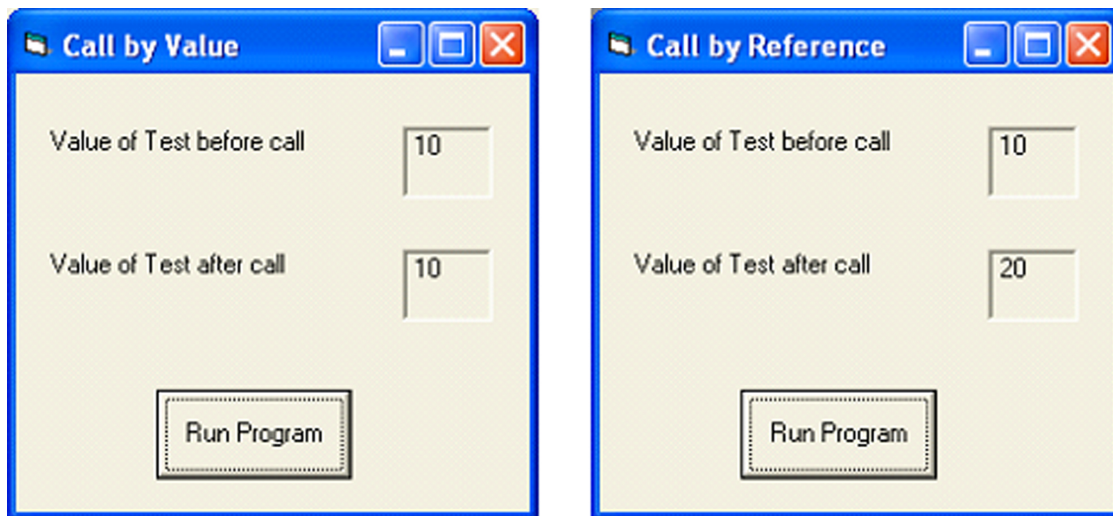 Call by Value
Value of Test before call 10
Value of Test after call 10
Run Program
Call by Reference
Value of Test before call 10
Value of Test after call 20
Run Program